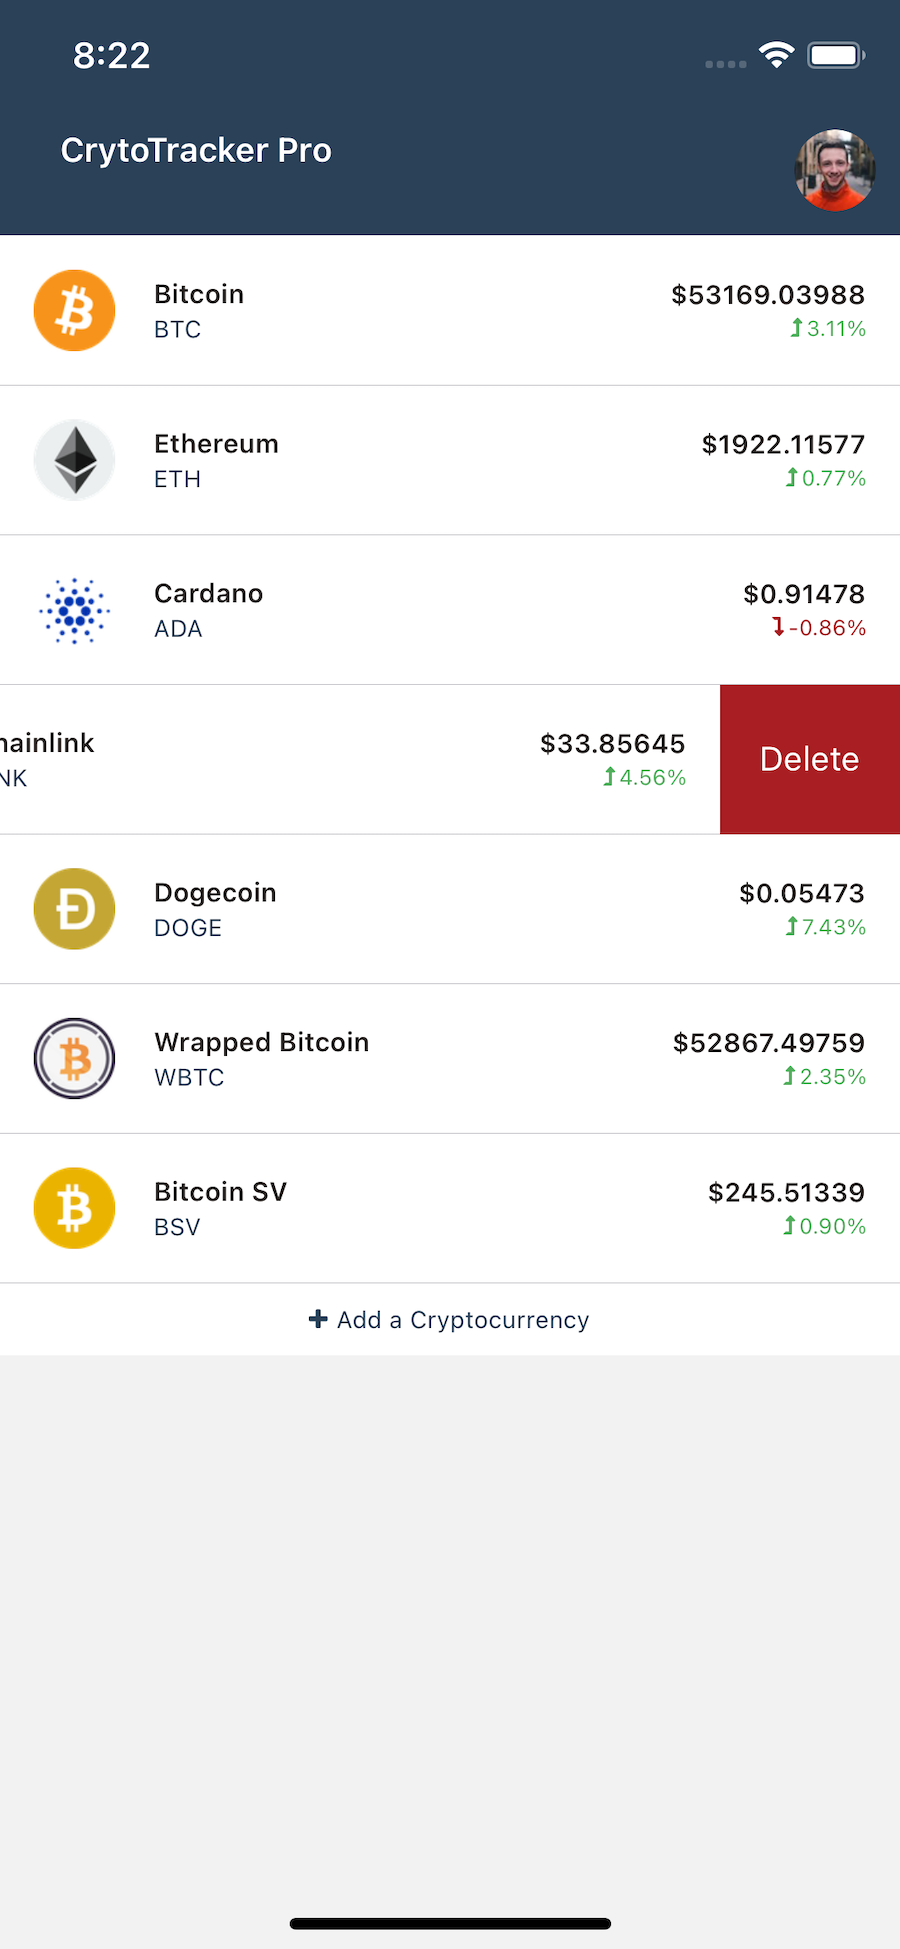 8:22
CrytoTracker Pro
Bitcoin $53169.03988
BTC 3.11%
Ethereum $1922.11577
ETH 0.77%
Cardano $0.91478
ADA -0.86%
hainlink $33.85645 Delete
NK 4.56%
Dogecoin $0.05473
DOGE 7.43%
Wrapped Bitcoin $52867.49759
WBTC 2.35%
Bitcoin SV $245.51339
BSV 0.90%
+ Add a Cryptocurrency